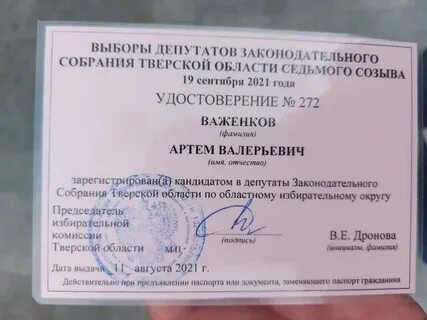 ВЫБОРЫ ДЕПУТАТОВ ЗАКОНОДАТЕЛЬНОГО
СОБРАНИЯ ТВЕРСКОЙ ОБЛАСТИ СЕДЬМОГО СОЗЫВА
19 сентября 2021 года
УДОСТОВЕРЕНИЕ № 272
ВАЖЕНКОВ
(фамилия)
АРТЕМ ВАЛЕРЬЕВИЧ
(имя, отчество)
зарегистрирован(а) кандидатом в депутаты Законодательного
Собрания Тверской области по областному избирательному округу
Председатель
избирательной
комиссии
Тверской области М.П.
(подпись)
В.Е. Дронова
(инициалы, фамилия)
Дата выдачи 11 августа 2021 г.
Действительно при предъявлении паспорта или документа, заменяющего паспорт гражданина